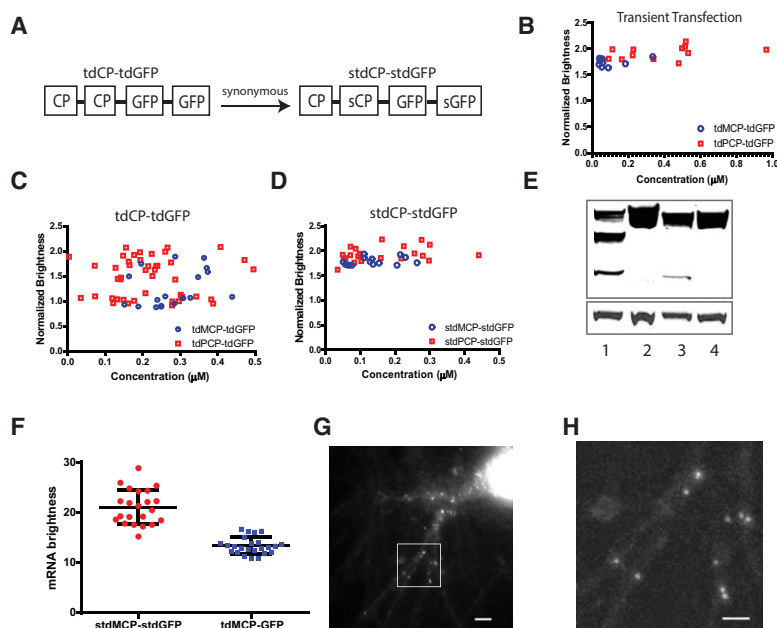 A
tdCP-tdGFP
CP CP GFP GFP
synonymous
stdCP-stdGFP
CP sCP GFP sGFP
B
Transient Transfection
Normalized Brightness
2.5
2.0
1.5
1.0
0.0 0.2 0.4 0.6 0.8 1.0
Concentration (μM)
tdMCP-tdGFP
tdPCP-tdGFP
C
tdCP-tdGFP
Normalized Brightness
2.5
2.0
1.5
1.0
0.5
0.0
0.0 0.1 0.2 0.3 0.4 0.5
Concentration (μM)
tdMCP-tdGFP
tdPCP-tdGFP
D
stdCP-stdGFP
Normalized Brightness
2.5
2.0
1.5
1.0
0.5
0.0
0.0 0.1 0.2 0.3 0.4 0.5
Concentration (μM)
stdMCP-stdGFP
stdPCP-stdGFP
E
1 2 3 4
F
mRNA brightness
30
20
10
0
stdMCP-stdGFP tdMCP-GFP
G
H